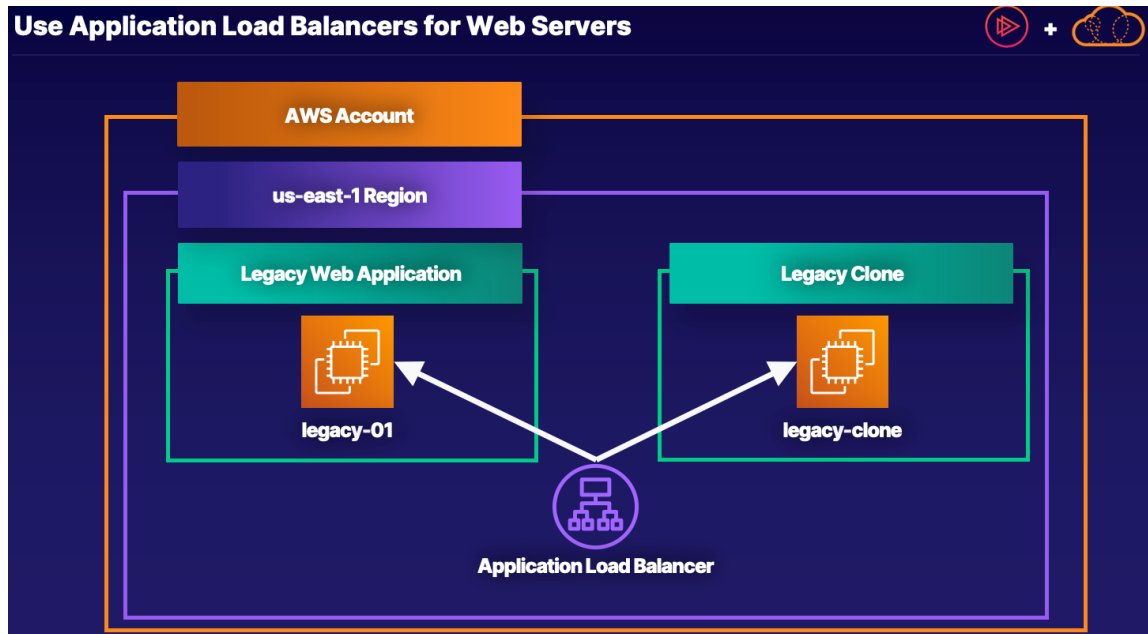 Use Application Load Balancers for Web Servers
+
AWS Account
us-east-1 Region
Legacy Web Application
Legacy Clone
legacy-01
legacy-clone
Application Load Balancer